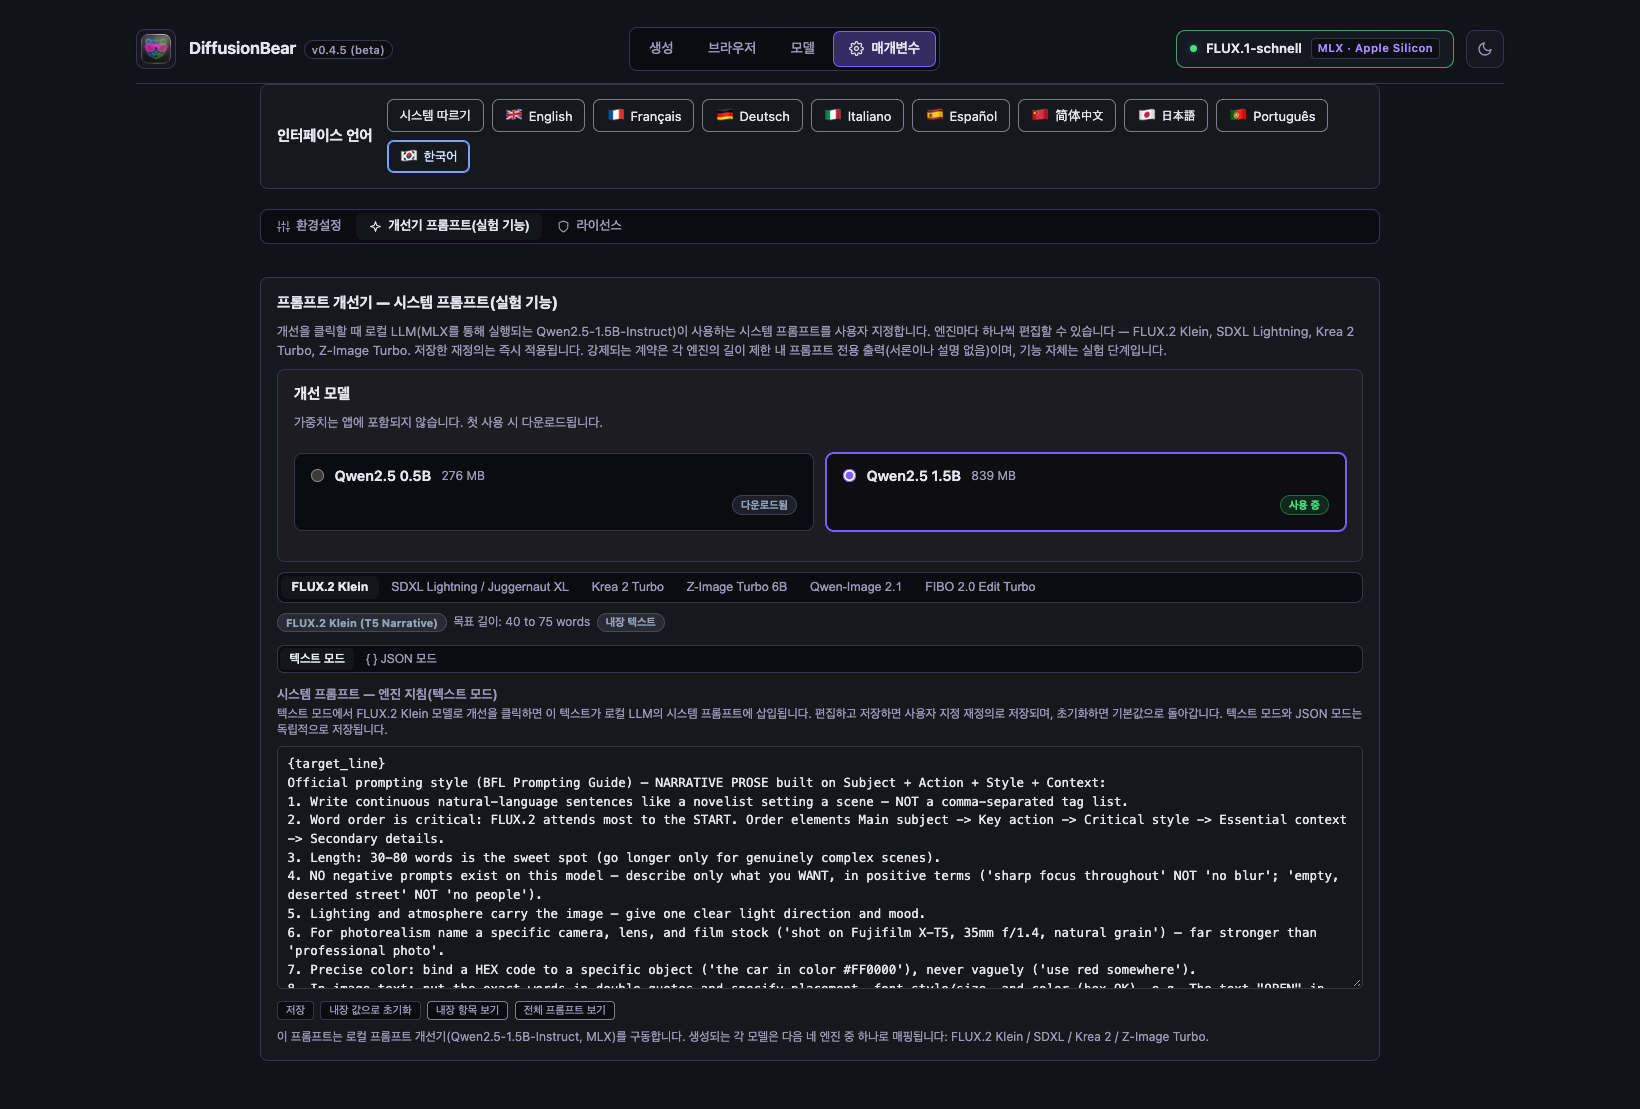 DiffusionBear v0.4.5 (beta)
생성
브라우저
모델
매개변수
FLUX.1-schnell MLX · Apple Silicon
인터페이스 언어
시스템 따르기
English
Français
Deutsch
Italiano
Español
简体中文
日本語
Português
한국어
환경설정
개선기 프롬프트(실험 기능)
라이선스
프롬프트 개선기 — 시스템 프롬프트(실험 기능)
개선을 클릭할 때 로컬 LLM(MLX를 통해 실행되는 Qwen2.5-1.5B-Instruct)이 사용하는 시스템 프롬프트를 사용자 지정합니다. 엔진마다 하나씩 편집할 수 있습니다 — FLUX.2 Klein, SDXL Lightning, Krea 2
Turbo, Z-Image Turbo. 저장한 재정의는 즉시 적용됩니다. 강제되는 계약은 각 엔진의 길이 제한 내 프롬프트 전용 출력(서론이나 설명 없음)이며, 기능 자체는 실험 단계입니다.
개선 모델
가중치는 앱에 포함되지 않습니다. 첫 사용 시 다운로드됩니다.
Qwen2.5 0.5B 276 MB
다운로드됨
Qwen2.5 1.5B 839 MB
사용 중
FLUX.2 Klein
SDXL Lightning / Juggernaut XL
Krea 2 Turbo
Z-Image Turbo 6B
Qwen-Image 2.1
FIBO 2.0 Edit Turbo
FLUX.2 Klein (T5 Narrative) 목표 길이: 40 to 75 words 내장 텍스트
텍스트 모드
{ } JSON 모드
시스템 프롬프트 — 엔진 지침(텍스트 모드)
텍스트 모드에서 FLUX.2 Klein 모델로 개선을 클릭하면 이 텍스트가 로컬 LLM의 시스템 프롬프트에 삽입됩니다. 편집하고 저장하면 사용자 지정 재정의로 저장되며, 초기화하면 기본값으로 돌아갑니다. 텍스트 모드와 JSON 모드는
독립적으로 저장됩니다.
{target_line}
Official prompting style (BFL Prompting Guide) — NARRATIVE PROSE built on Subject + Action + Style + Context:
1. Write continuous natural-language sentences like a novelist setting a scene — NOT a comma-separated tag list.
2. Word order is critical: FLUX.2 attends most to the START. Order elements Main subject -> Key action -> Critical style -> Essential context
-> Secondary details.
3. Length: 30-80 words is the sweet spot (go longer only for genuinely complex scenes).
4. NO negative prompts exist on this model — describe only what you WANT, in positive terms ('sharp focus throughout' NOT 'no blur'; 'empty,
deserted street' NOT 'no people').
5. Lighting and atmosphere carry the image — give one clear light direction and mood.
6. For photorealism name a specific camera, lens, and film stock ('shot on Fujifilm X-T5, 35mm f/1.4, natural grain') — far stronger than
'professional photo'.
7. Precise color: bind a HEX code to a specific object ('the car in color #FF0000'), never vaguely ('use red somewhere').
8. In-image text: put the exact words in double quotes and specify placement, font style/size, and color (hex OK), e.g. The text "OPEN" in
저장
내장 값으로 초기화
내장 항목 보기
전체 프롬프트 보기
이 프롬프트는 로컬 프롬프트 개선기(Qwen2.5-1.5B-Instruct, MLX)를 구동합니다. 생성되는 각 모델은 다음 네 엔진 중 하나로 매핑됩니다: FLUX.2 Klein / SDXL / Krea 2 / Z-Image Turbo.